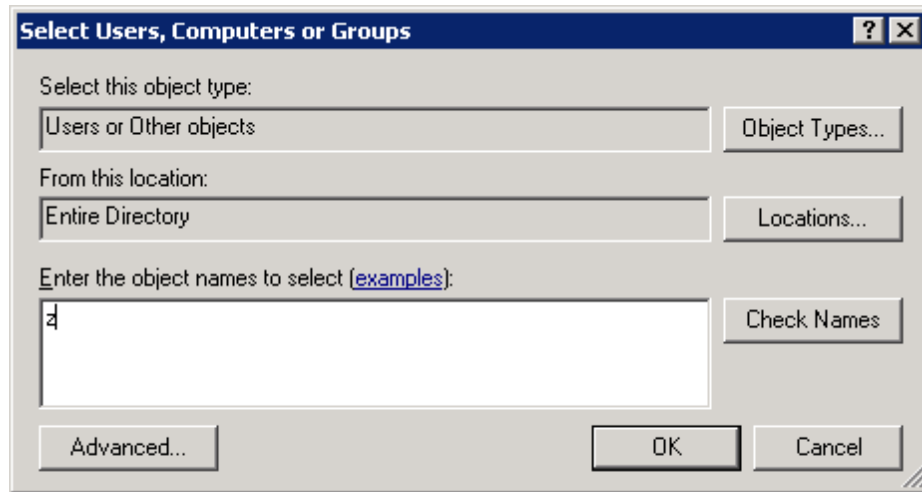 Select Users, Computers or Groups
Select this object type:
Users or Other objects
Object Types...
From this location:
Entire Directory
Locations...
Enter the object names to select (examples):
z
Check Names
Advanced...
OK
Cancel